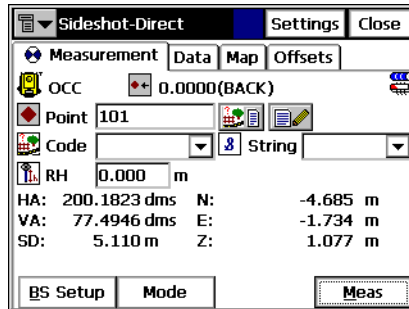 Sideshot-Direct Settings Close
Measurement Data Map Offsets
OCC 0.0000(BACK)
Point 101
Code String
RH 0.000 m
HA: 200.1823 dms N: -4.685 m
VA: 77.4946 dms E: -1.734 m
SD: 5.110 m Z: 1.077 m
BS Setup Mode Meas